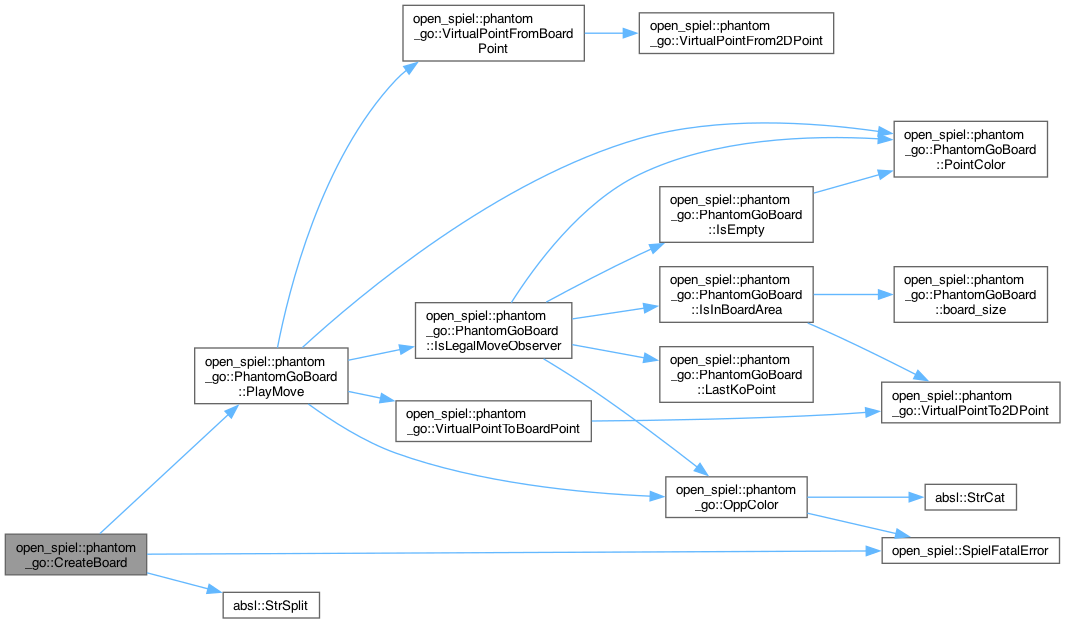 open_spiel::phantom
_go::VirtualPointFromBoard
Point
open_spiel::phantom
_go::VirtualPointFrom2DPoint
open_spiel::phantom
_go::PhantomGoBoard
::PointColor
open_spiel::phantom
_go::PhantomGoBoard
::IsEmpty
open_spiel::phantom
_go::PhantomGoBoard
::IsInBoardArea
open_spiel::phantom
_go::PhantomGoBoard
::board_size
open_spiel::phantom
_go::PhantomGoBoard
::IsLegalMoveObserver
open_spiel::phantom
_go::PhantomGoBoard
::PlayMove
open_spiel::phantom
_go::PhantomGoBoard
::LastKoPoint
open_spiel::phantom
_go::VirtualPointTo2DPoint
open_spiel::phantom
_go::VirtualPointToBoardPoint
open_spiel::phantom
_go::OppColor
absl::StrCat
open_spiel::phantom
_go::CreateBoard
open_spiel::SpielFatalError
absl::StrSplit